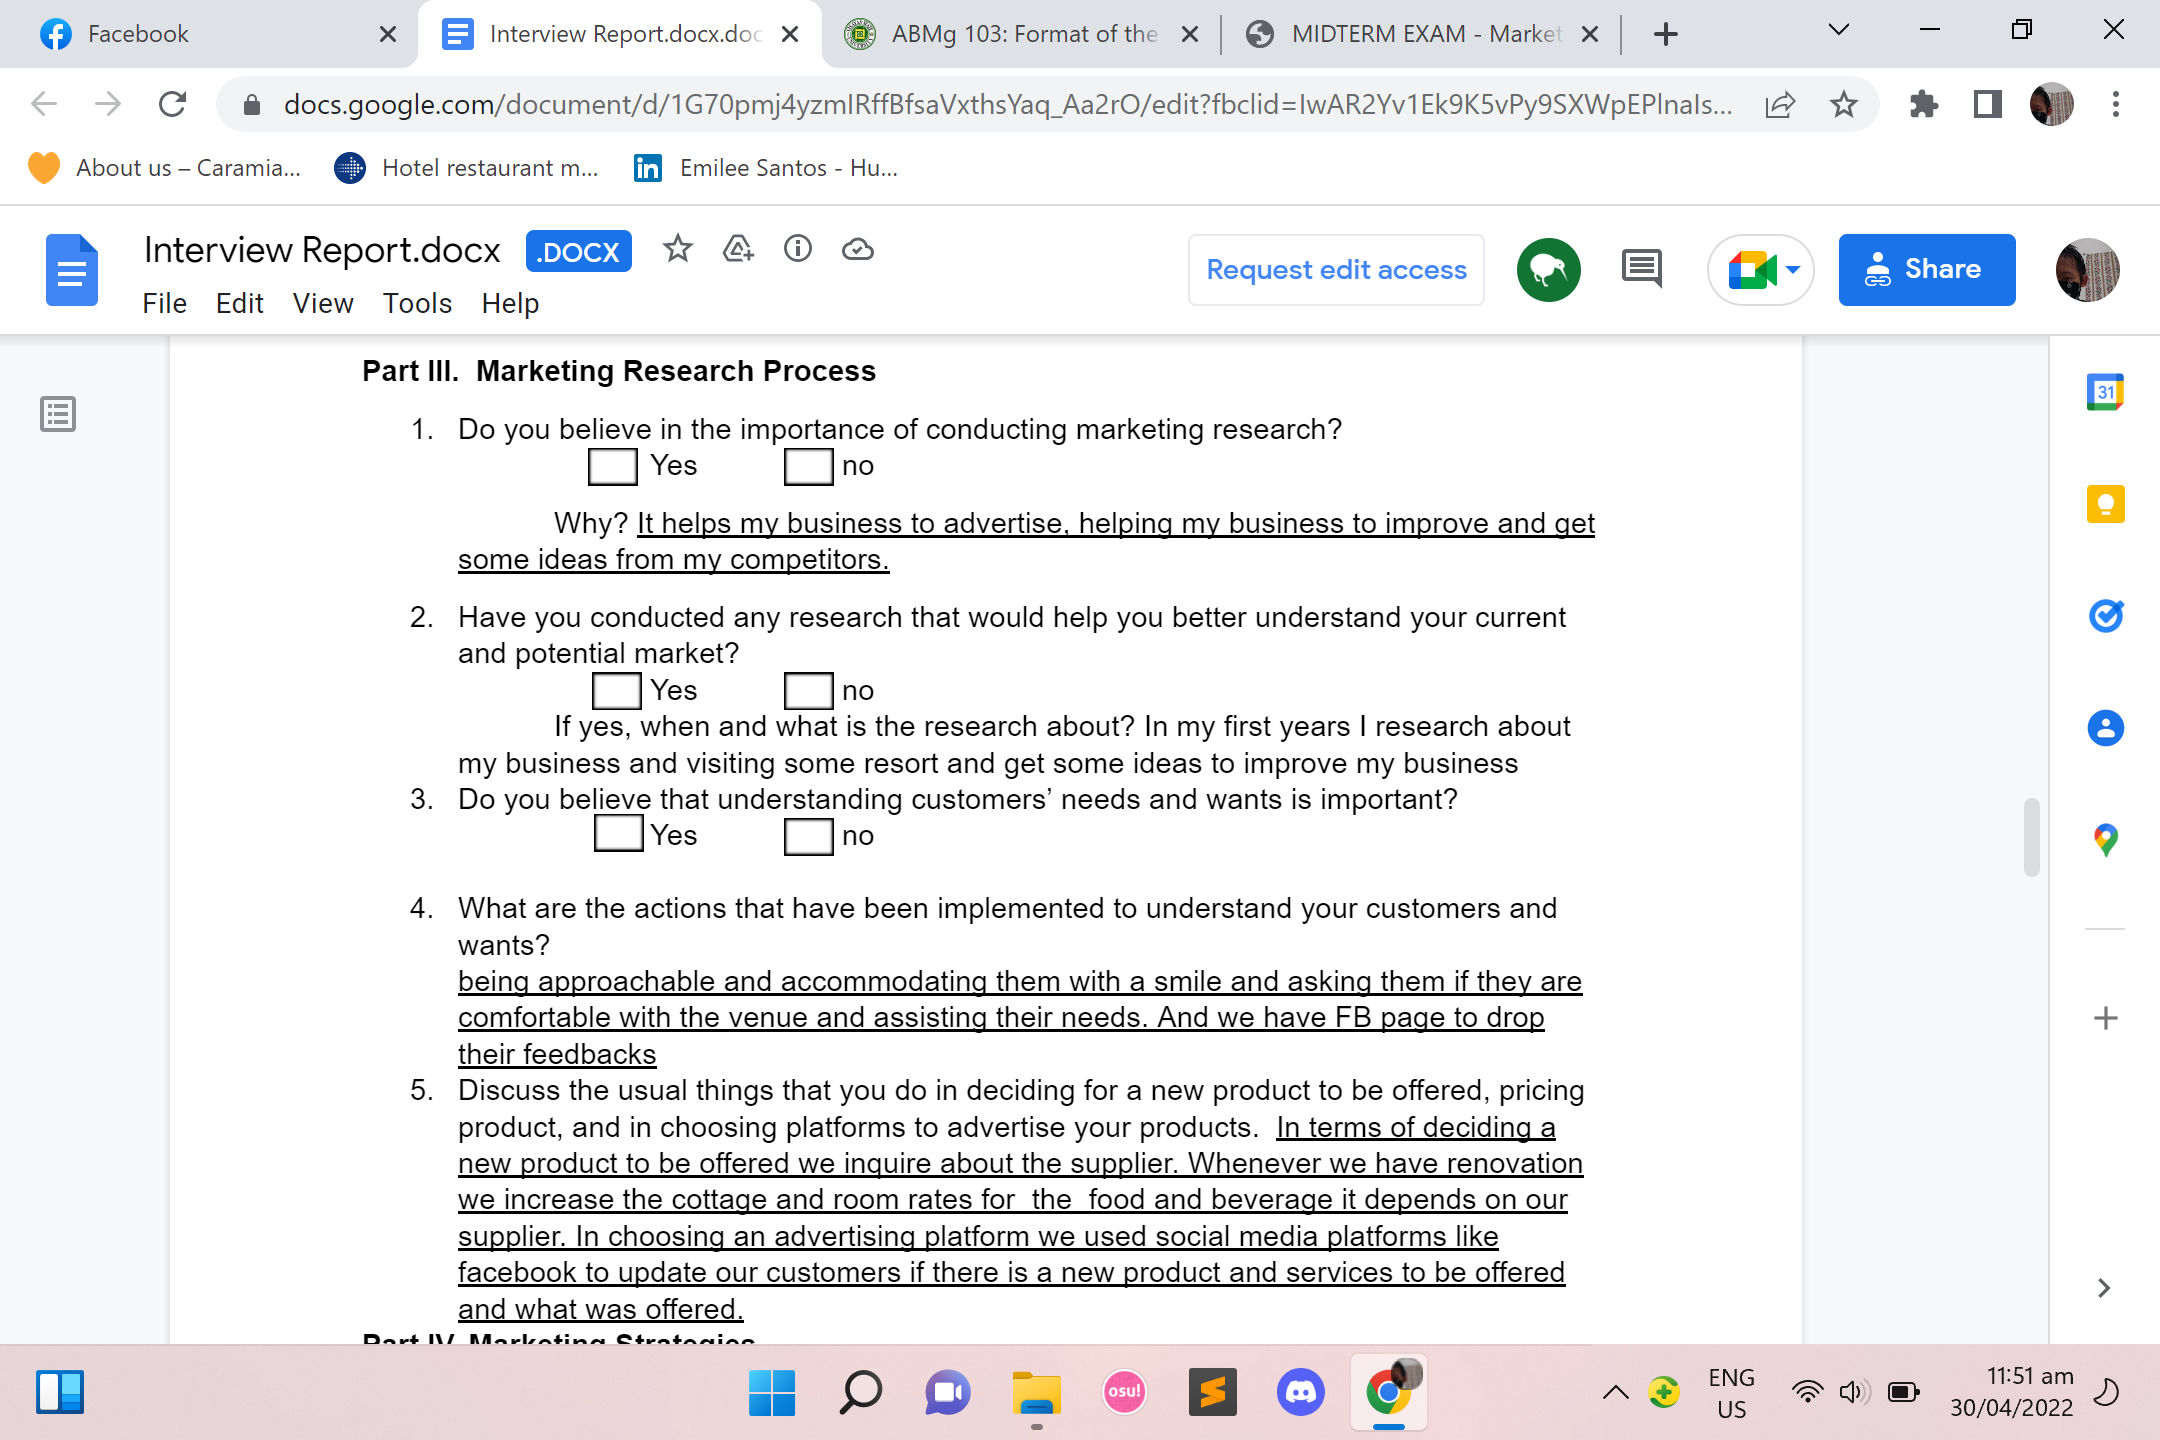 Facebook
Interview Report.docx.doc
ABMg 103: Format of the
MIDTERM EXAM - Market
docs.google.com/document/d/1G70pmj4yzmIRffBfsaVxthsYaq_Aa2rO/edit?fbclid=IwAR2Yv1Ek9K5vPy9SXWpEPlnaIs...
About us – Caramia...
Hotel restaurant m...
in
Emilee Santos - Hu...
Interview Report.docx
.DOCX
Request edit access
Share
File Edit View Tools Help
31
Part III. Marketing Research Process
1. Do you believe in the importance of conducting marketing research?
Yes no
Why? It helps my business to advertise, helping my business to improve and get
some ideas from my competitors.
2. Have you conducted any research that would help you better understand your current
and potential market?
Yes no
If yes, when and what is the research about? In my first years I research about
my business and visiting some resort and get some ideas to improve my business
3. Do you believe that understanding customers’ needs and wants is important?
Yes no
4. What are the actions that have been implemented to understand your customers and
wants?
being approachable and accommodating them with a smile and asking them if they are
comfortable with the venue and assisting their needs. And we have FB page to drop
their feedbacks
5. Discuss the usual things that you do in deciding for a new product to be offered, pricing
product, and in choosing platforms to advertise your products. In terms of deciding a
new product to be offered we inquire about the supplier. Whenever we have renovation
we increase the cottage and room rates for the food and beverage it depends on our
supplier. In choosing an advertising platform we used social media platforms like
facebook to update our customers if there is a new product and services to be offered
and what was offered.
Part IV. Marketing Strategies
osu!
ENG
US
11:51 am
30/04/2022